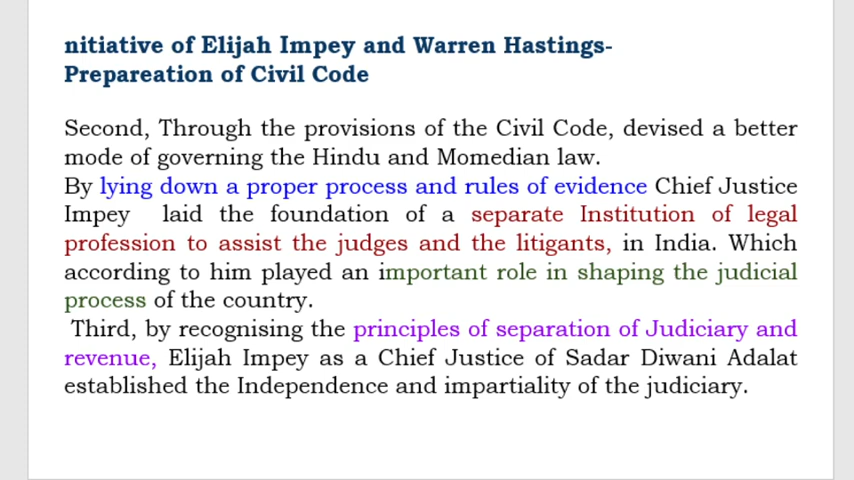 nitiative of Elijah Impey and Warren Hastings-
Prepareation of Civil Code
Second, Through the provisions of the Civil Code, devised a better
mode of governing the Hindu and Momedian law.
By lying down a proper process and rules of evidence Chief Justice
Impey laid the foundation of a separate Institution of legal
profession to assist the judges and the litigants, in India. Which
according to him played an important role in shaping the judicial
process of the country.
Third, by recognising the principles of separation of Judiciary and
revenue, Elijah Impey as a Chief Justice of Sadar Diwani Adalat
established the Independence and impartiality of the judiciary.